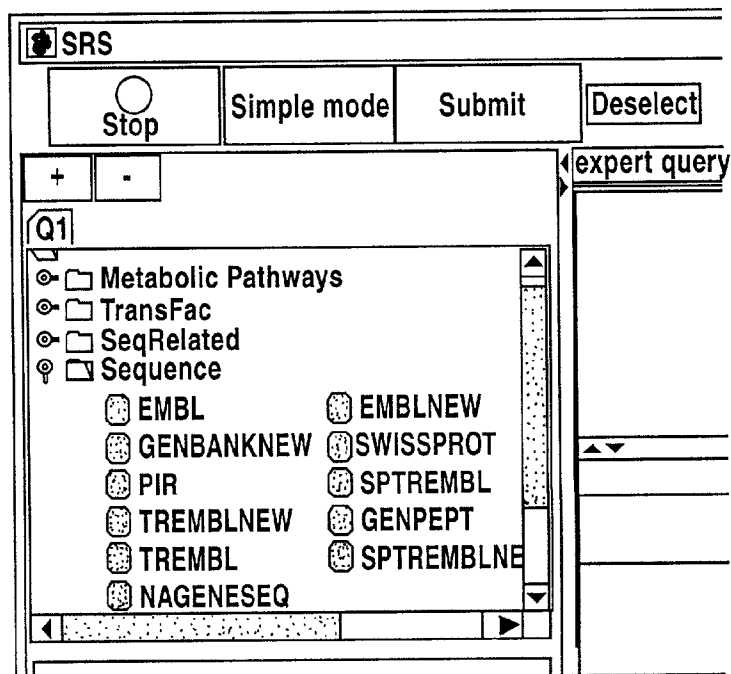 SRS
Stop Simple mode Submit Deselect
+ - expert query
Q1
Metabolic Pathways
TransFac
SeqRelated
Sequence
EMBL EMBLNEW
GENBANKNEW SWISSPROT
PIR SPTREMBL
TREMBLNEW GENPEPT
TREMBL SPTREMBLNE
NAGENESEQ